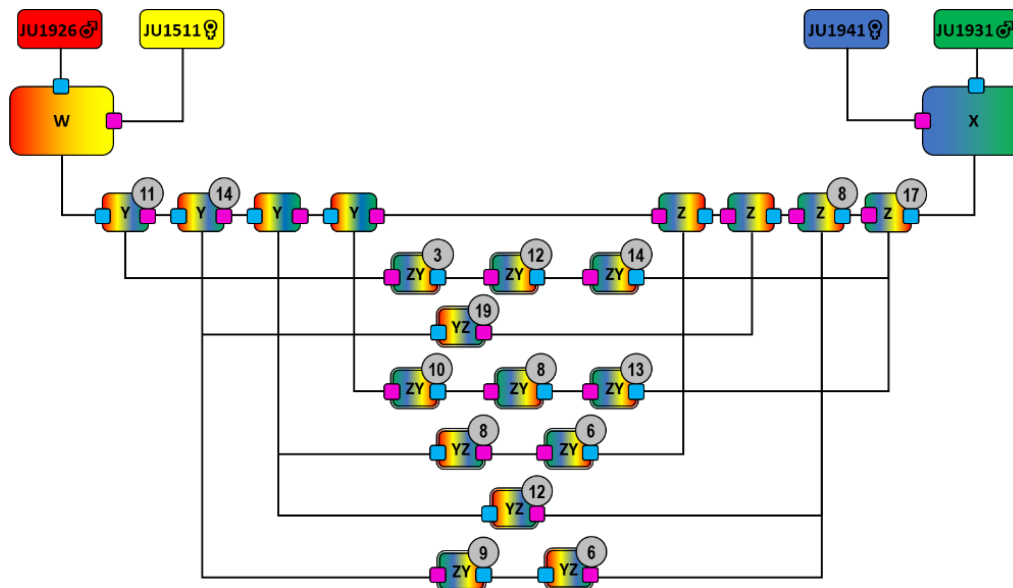 JU1926♂ JU1511⚥ JU1941⚥ JU1931♂
W X
Y 11 Y 14 Y Y Z Z Z 8 Z 17
ZY 3 ZY 12 ZY 14
YZ 19
ZY 10 ZY 8 ZY 13
YZ 8 ZY 6
YZ 12
ZY 9 YZ 6